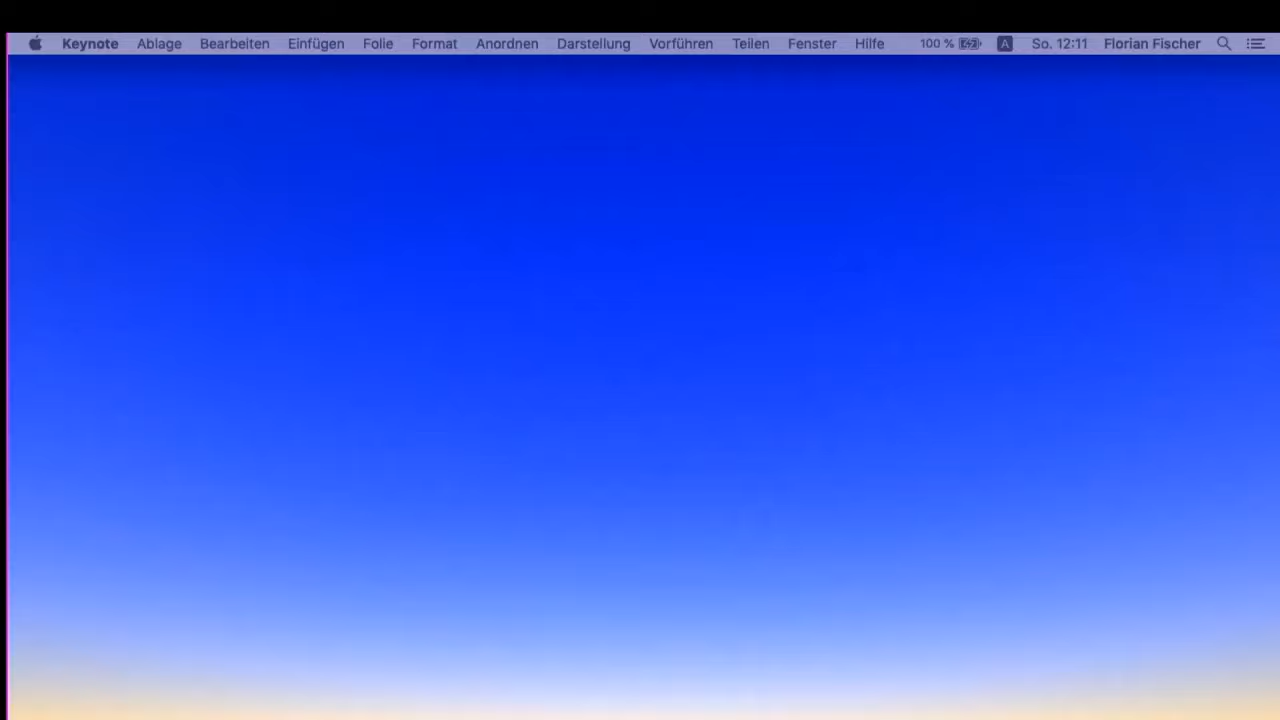 Keynote Ablage Bearbeiten Einfügen Folie Format Anordnen Darstellung Vorführen Teilen Fenster Hilfe 100 % A So. 12:11 Florian Fischer